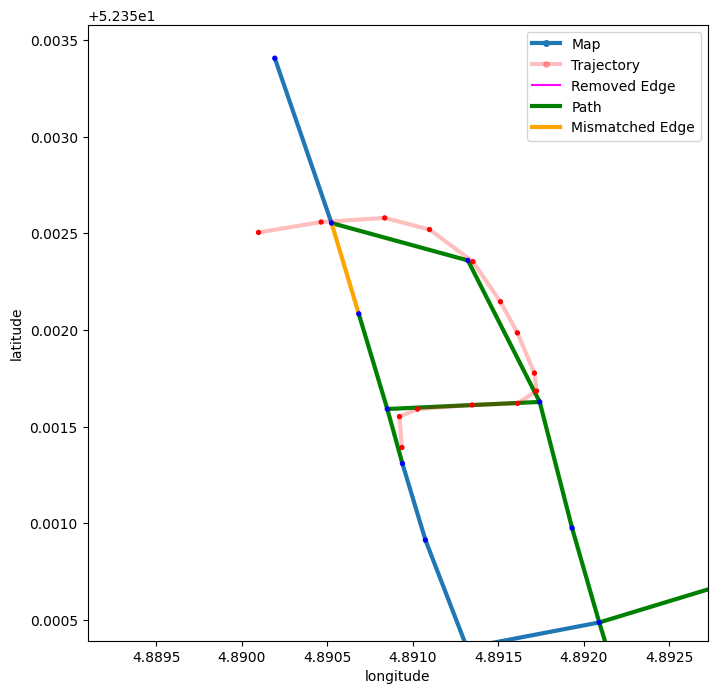 +5.235e1
Map
Trajectory
Removed Edge
Path
Mismatched Edge
0.0035
0.0030
0.0025
0.0020
0.0015
0.0010
0.0005
latitude
4.8895 4.8900 4.8905 4.8910 4.8915 4.8920 4.8925
longitude